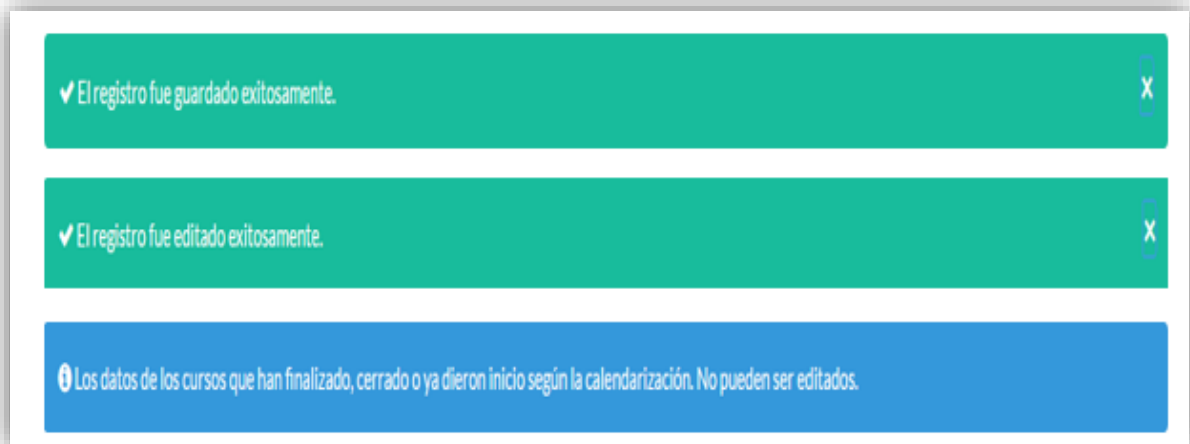 ✔ El registro fue guardado exitosamente.
X
✔ El registro fue editado exitosamente.
X
Los datos de los cursos que han finalizado, cerrado o ya dieron inicio según la calendarización. No pueden ser editados.